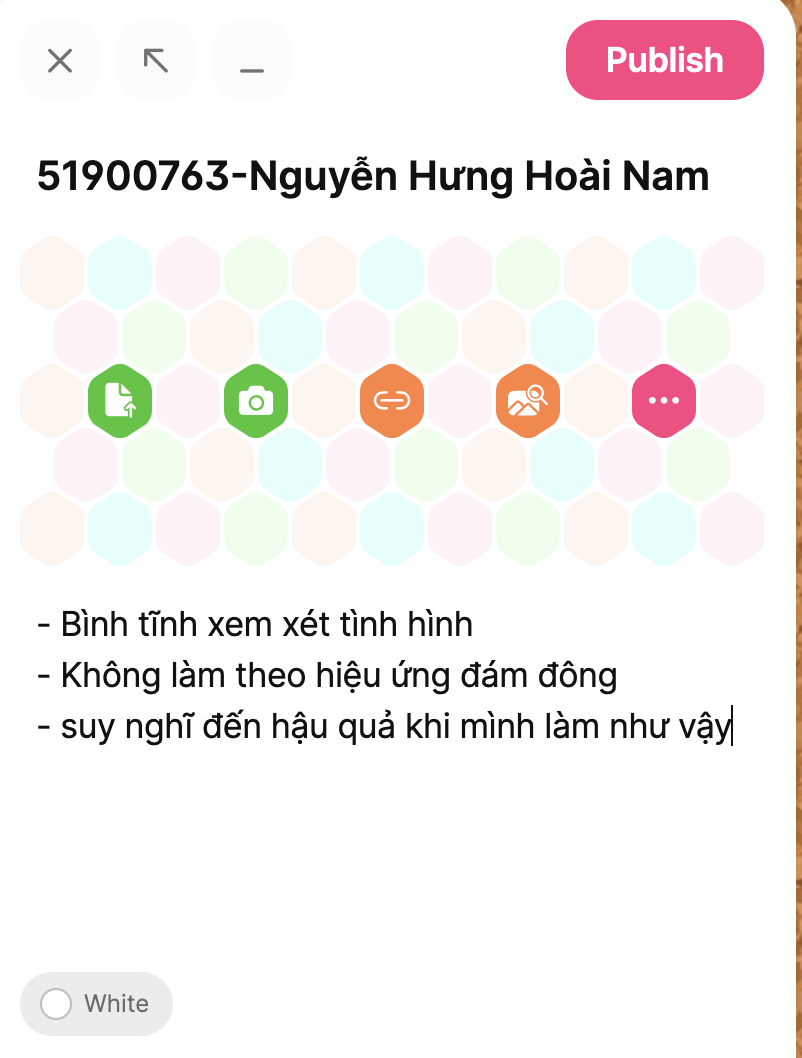 Publish
51900763-Nguyễn Hưng Hoài Nam
- Bình tĩnh xem xét tình hình
- Không làm theo hiệu ứng đám đông
- suy nghĩ đến hậu quả khi mình làm như vậy
White